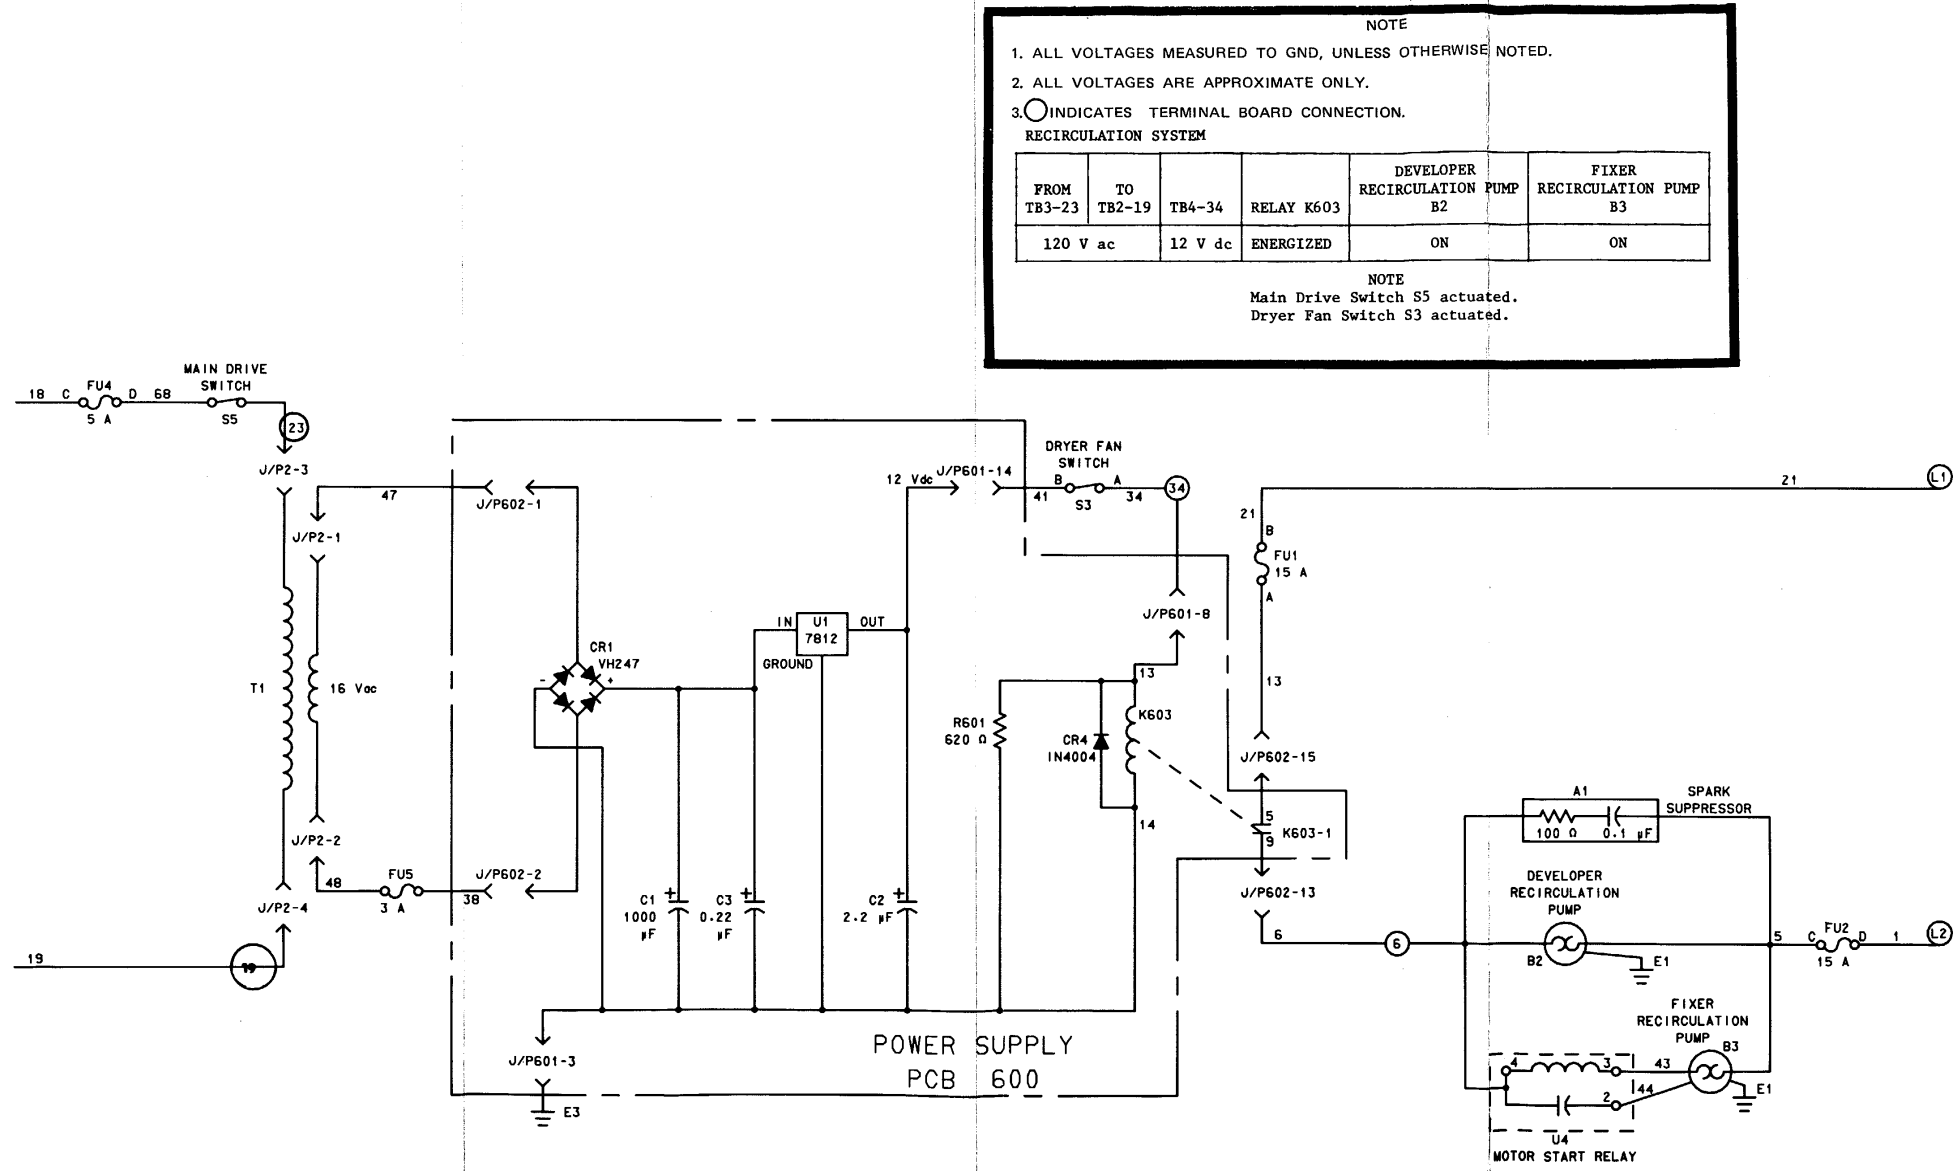 NOTE
1. ALL VOLTAGES MEASURED TO GND, UNLESS OTHERWISE NOTED.
2. ALL VOLTAGES ARE APPROXIMATE ONLY.
3. INDICATES TERMINAL BOARD CONNECTION.
RECIRCULATION SYSTEM
FROM TB3-23
TO TB2-19
TB4-34
RELAY K603
DEVELOPER RECIRCULATION PUMP B2
FIXER RECIRCULATION PUMP B3
120 V ac
12 V dc
ENERGIZED
ON
ON
NOTE
Main Drive Switch S5 actuated.
Dryer Fan Switch S3 actuated.
MAIN DRIVE
SWITCH
18 C FU4 D 68
5 A
S5
23
J/P2-3
47
J/P602-1
J/P2-1
T1
16 Vac
J/P2-2
48
FU5
3 A
38
J/P602-2
J/P2-4
19
19
CR1
VH247
-
+
IN
U1
7812
OUT
GROUND
12 Vdc
J/P601-14
DRYER FAN
SWITCH
41
B
A
S3
34
34
J/P601-8
13
R601
620 Ω
CR4
IN4004
K603
14
C1
1000
µF
+
C3
0.22
µF
+
C2
2.2 µF
+
J/P601-3
E3
POWER SUPPLY
PCB 600
21
L1
21
B
FU1
15 A
A
13
J/P602-15
5
K603-1
9
J/P602-13
6
6
A1
SPARK
SUPPRESSOR
100 Ω
0.1 µF
DEVELOPER
RECIRCULATION
PUMP
B2
E1
5
C
FU2
D
15 A
1
L2
FIXER
RECIRCULATION
PUMP
B3
E1
4
3
43
2
44
U4
MOTOR START RELAY